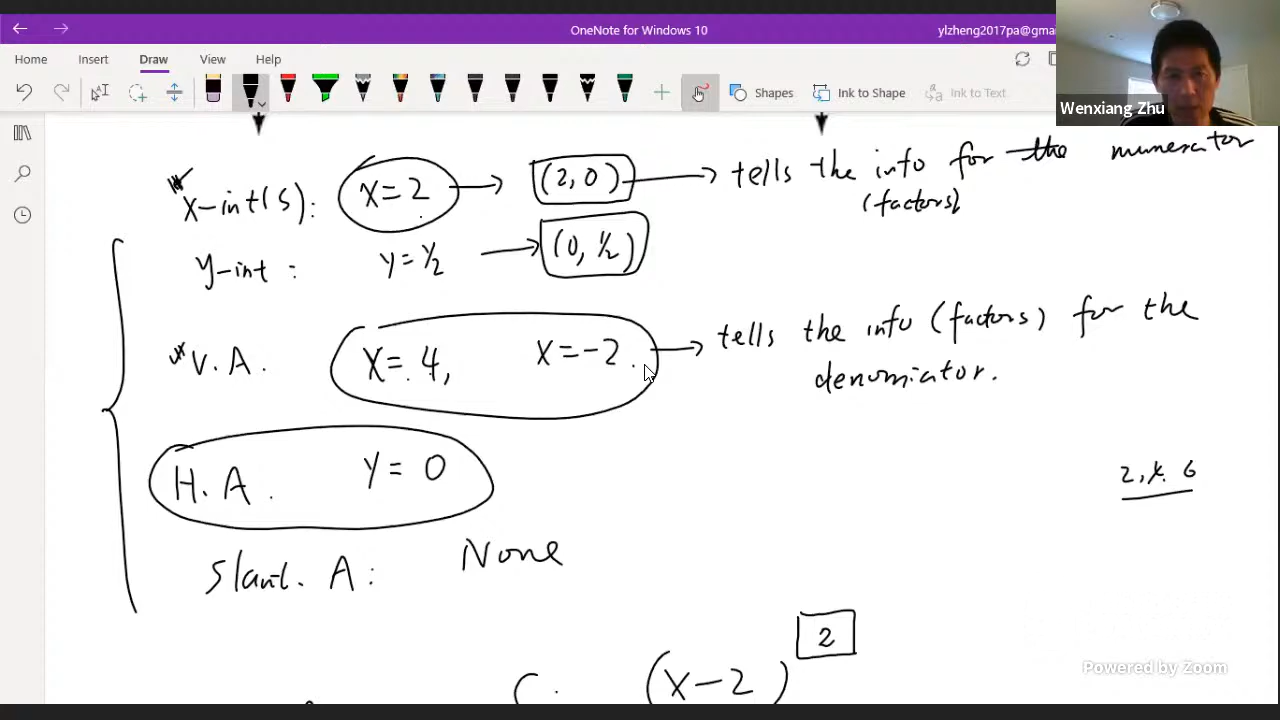 OneNote for Windows 10
ylzheng2017pa@gma
Home Insert Draw View Help
Shapes Ink to Shape Ink to Text
Wenxiang Zhu
X-int(s): X=2 → (2,0) → tells the info for the numerator
(factors)
y-int: y=1/2 → (0, 1/2)
V.A. X=4, X=-2. → tells the info (factors) for the
denomiator.
H.A. y=0
2, 6
Slant. A: None
2
C. (X-2)
Powered by Zoom